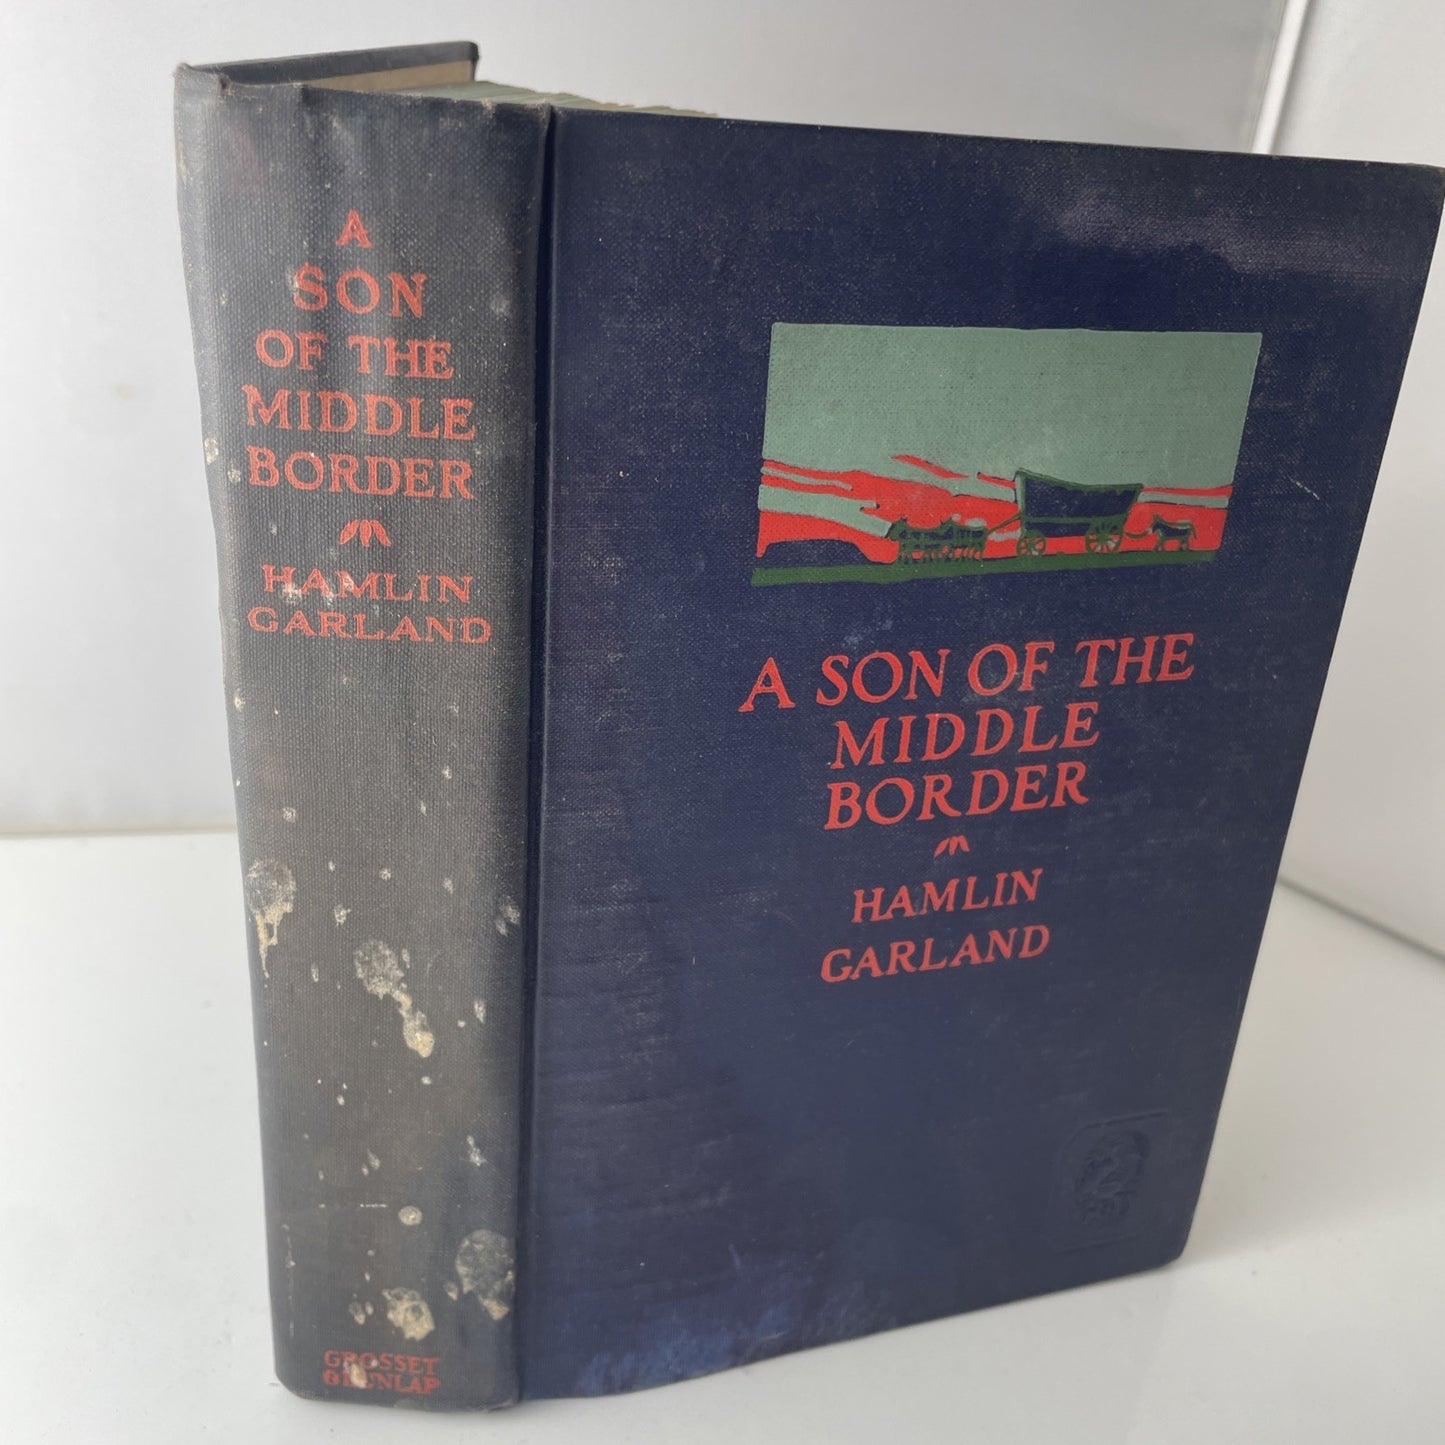 A
SON
OF THE
MIDDLE
BORDER
HAMLIN
GARLAND
GROSSET
& DUNLAP
A SON OF THE
MIDDLE
BORDER
HAMLIN
GARLAND